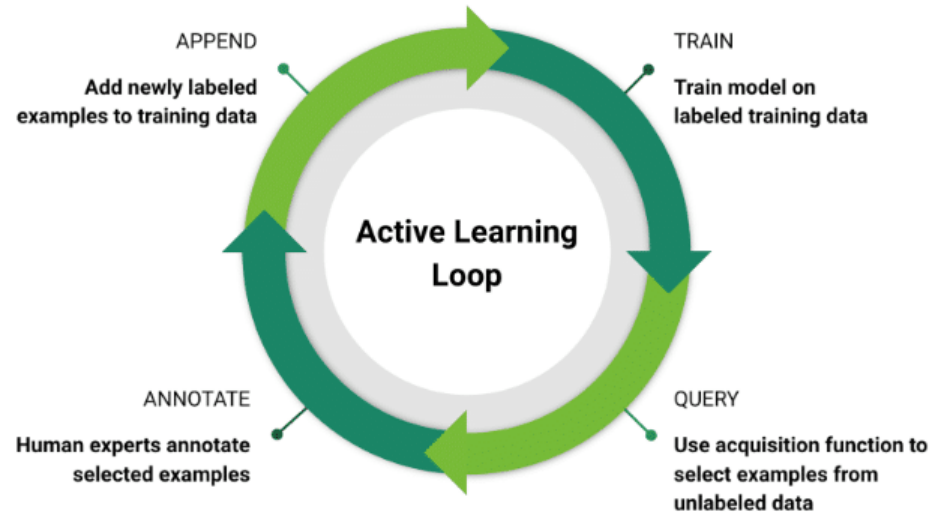 APPEND
Add newly labeled
examples to training data
TRAIN
Train model on
labeled training data
Active Learning
Loop
ANNOTATE
Human experts annotate
selected examples
QUERY
Use acquisition function to
select examples from
unlabeled data